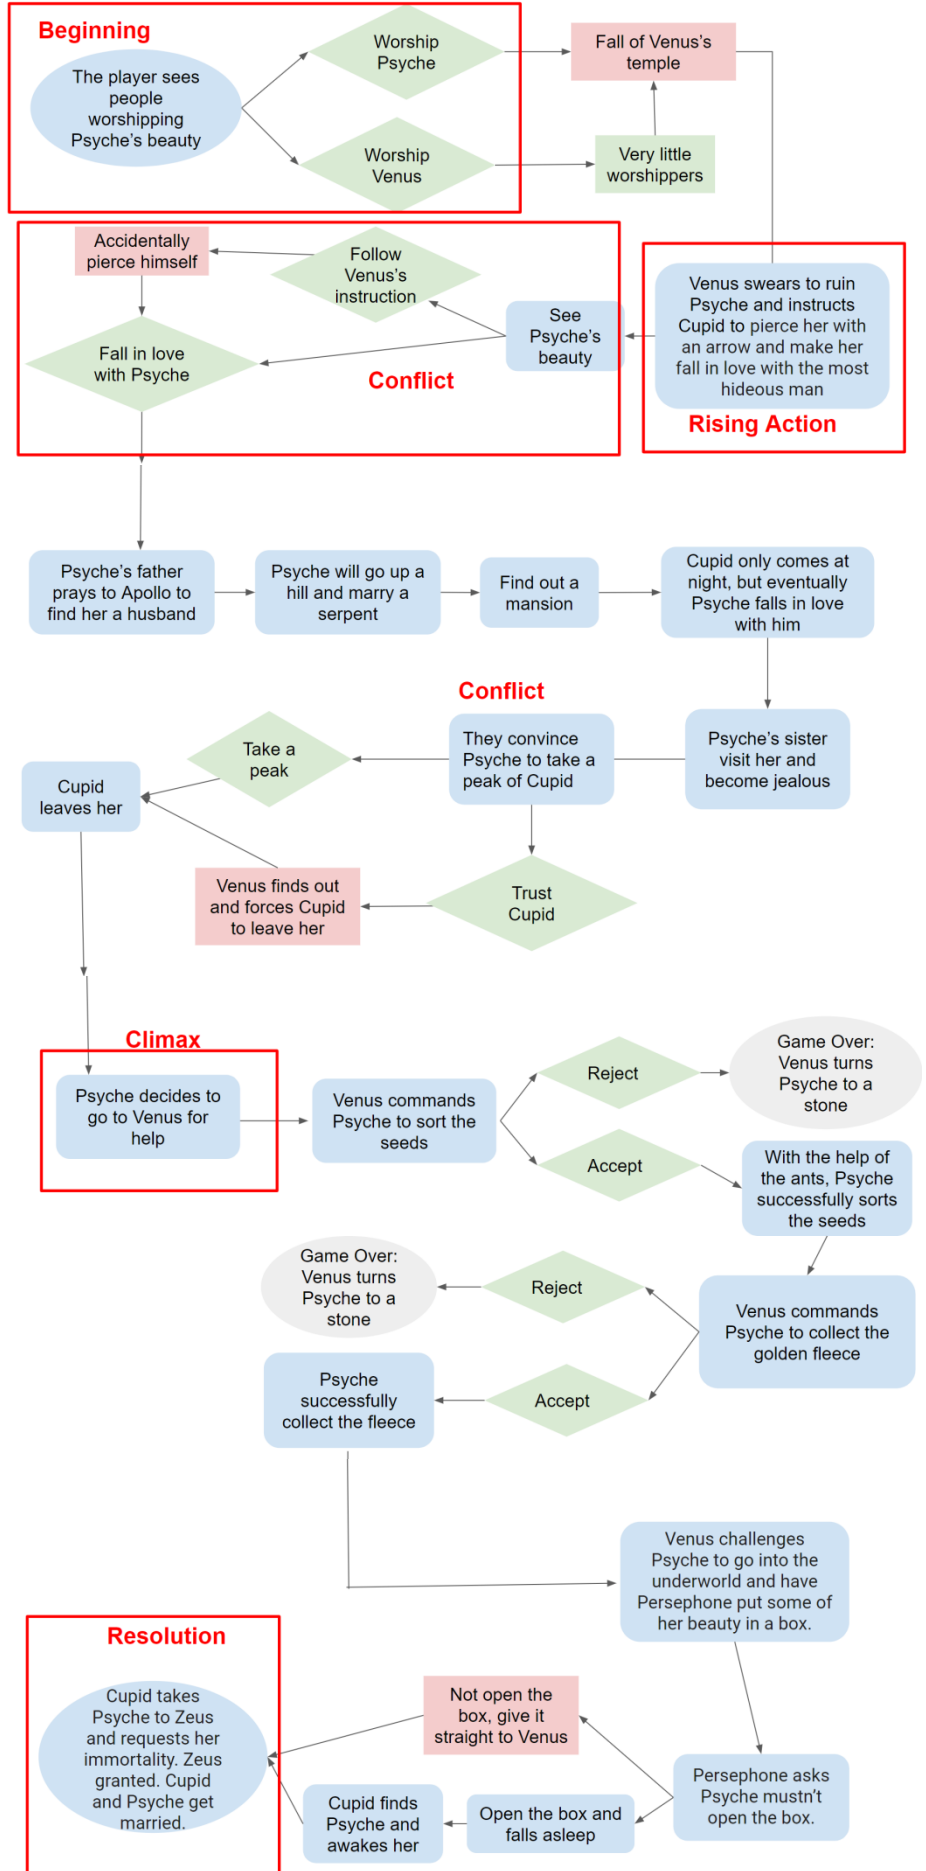 Beginning
The player sees
people
worshipping
Psyche's beauty
Worship
Psyche
Worship
Venus
Fall of Venus's
temple
Very little
worshippers
Venus swears to ruin
Psyche and instructs
Cupid to pierce her with
an arrow and make her
fall in love with the most
hideous man
Rising Action
See
Psyche's
beauty
Follow
Venus's
instruction
Accidentally
pierce himself
Fall in love
with Psyche
Conflict
Psyche's father
prays to Apollo to
find her a husband
Psyche will go up a
hill and marry a
serpent
Find out a
mansion
Cupid only comes at
night, but eventually
Psyche falls in love
with him
Psyche's sister
visit her and
become jealous
Conflict
They convince
Psyche to take a
peak of Cupid
Take a
peak
Trust
Cupid
Venus finds out
and forces Cupid
to leave her
Cupid
leaves her
Climax
Psyche decides to
go to Venus for
help
Venus commands
Psyche to sort the
seeds
Reject
Game Over:
Venus turns
Psyche to a
stone
Accept
With the help of
the ants, Psyche
successfully sorts
the seeds
Venus commands
Psyche to collect the
golden fleece
Reject
Game Over:
Venus turns
Psyche to a
stone
Accept
Psyche
successfully
collect the fleece
Venus challenges
Psyche to go into the
underworld and have
Persephone put some of
her beauty in a box.
Persephone asks
Psyche mustn't
open the box.
Not open the
box, give it
straight to Venus
Open the box and
falls asleep
Cupid finds
Psyche and
awakes her
Resolution
Cupid takes
Psyche to Zeus
and requests her
immortality. Zeus
granted. Cupid
and Psyche get
married.